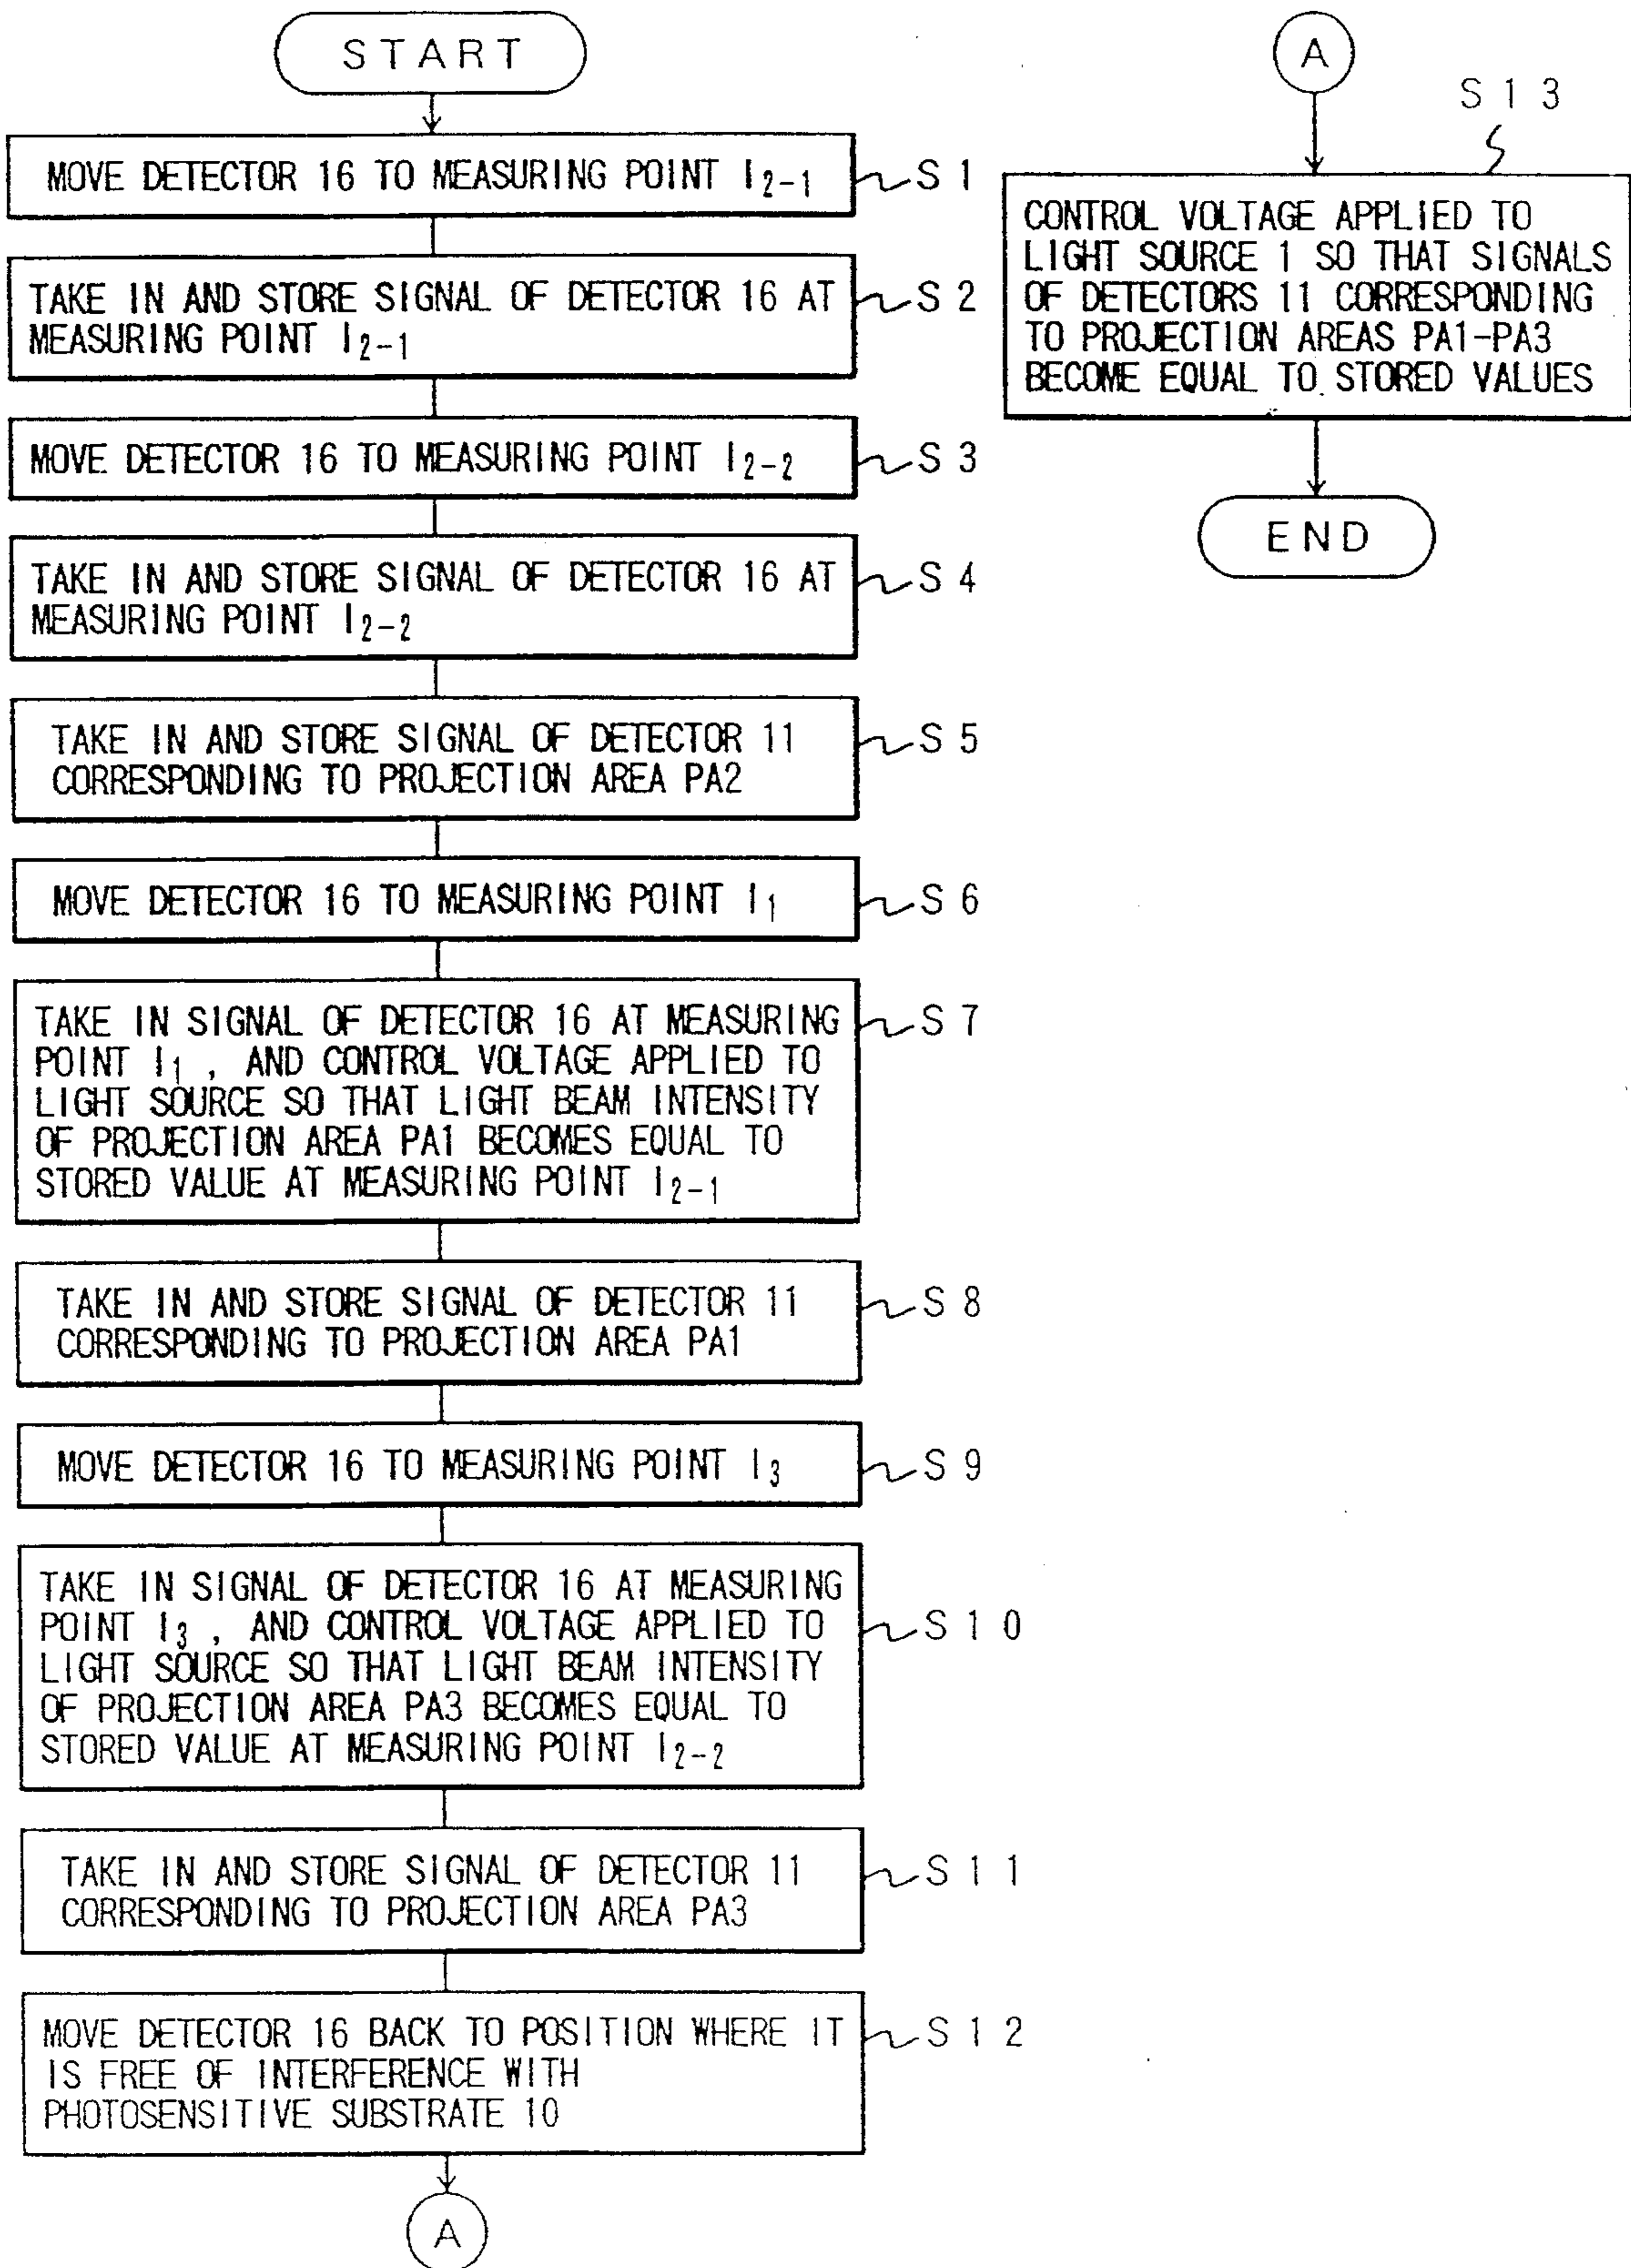 START
MOVE DETECTOR 16 TO MEASURING POINT I2-1
S1
TAKE IN AND STORE SIGNAL OF DETECTOR 16 AT
MEASURING POINT I2-1
S2
MOVE DETECTOR 16 TO MEASURING POINT I2-2
S3
TAKE IN AND STORE SIGNAL OF DETECTOR 16 AT
MEASURING POINT I2-2
S4
TAKE IN AND STORE SIGNAL OF DETECTOR 11
CORRESPONDING TO PROJECTION AREA PA2
S5
MOVE DETECTOR 16 TO MEASURING POINT I1
S6
TAKE IN SIGNAL OF DETECTOR 16 AT MEASURING
POINT I1 , AND CONTROL VOLTAGE APPLIED TO
LIGHT SOURCE SO THAT LIGHT BEAM INTENSITY
OF PROJECTION AREA PA1 BECOMES EQUAL TO
STORED VALUE AT MEASURING POINT I2-1
S7
TAKE IN AND STORE SIGNAL OF DETECTOR 11
CORRESPONDING TO PROJECTION AREA PA1
S8
MOVE DETECTOR 16 TO MEASURING POINT I3
S9
TAKE IN SIGNAL OF DETECTOR 16 AT MEASURING
POINT I3 , AND CONTROL VOLTAGE APPLIED TO
LIGHT SOURCE SO THAT LIGHT BEAM INTENSITY
OF PROJECTION AREA PA3 BECOMES EQUAL TO
STORED VALUE AT MEASURING POINT I2-2
S10
TAKE IN AND STORE SIGNAL OF DETECTOR 11
CORRESPONDING TO PROJECTION AREA PA3
S11
MOVE DETECTOR 16 BACK TO POSITION WHERE IT
IS FREE OF INTERFERENCE WITH
PHOTOSENSITIVE SUBSTRATE 10
S12
A
A
S13
CONTROL VOLTAGE APPLIED TO
LIGHT SOURCE 1 SO THAT SIGNALS
OF DETECTORS 11 CORRESPONDING
TO PROJECTION AREAS PA1-PA3
BECOME EQUAL TO STORED VALUES
END